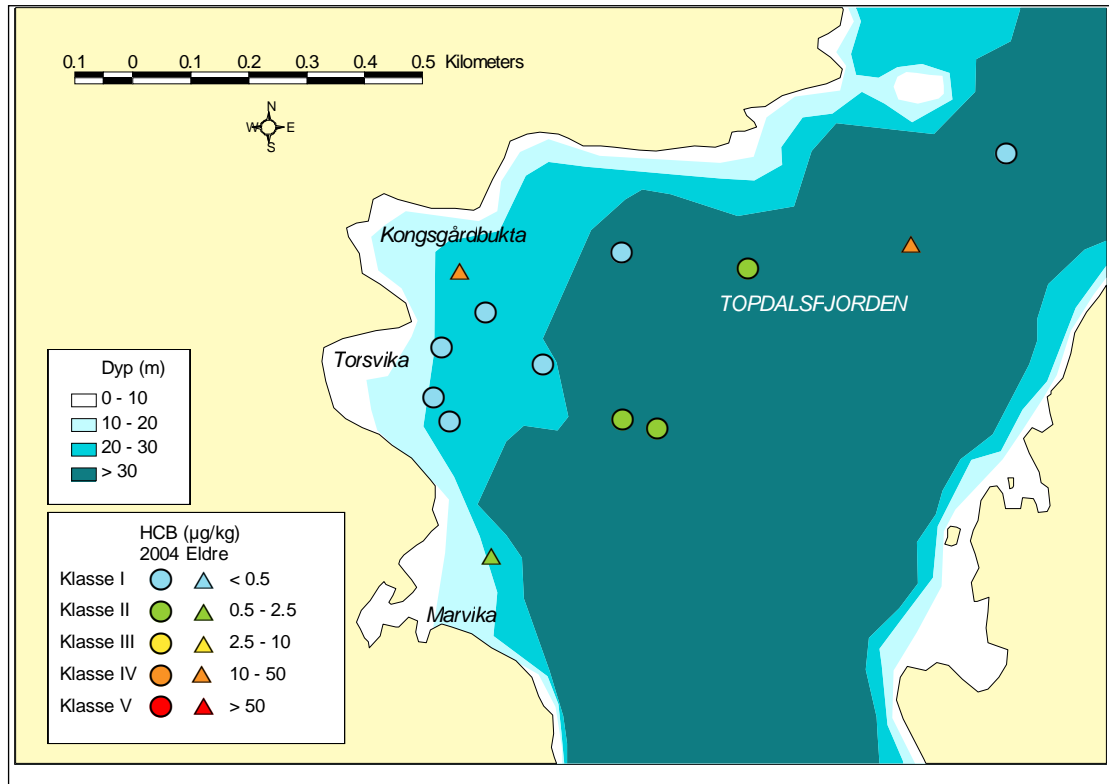 0.1 0 0.1 0.2 0.3 0.4 0.5 Kilometers
N
W E
S
Kongsgårdbukta
TOPDALSFJORDEN
Torsvika
Marvika
Dyp (m)
0 - 10
10 - 20
20 - 30
> 30
HCB (µg/kg)
2004 Eldre
Klasse I < 0.5
Klasse II 0.5 - 2.5
Klasse III 2.5 - 10
Klasse IV 10 - 50
Klasse V > 50